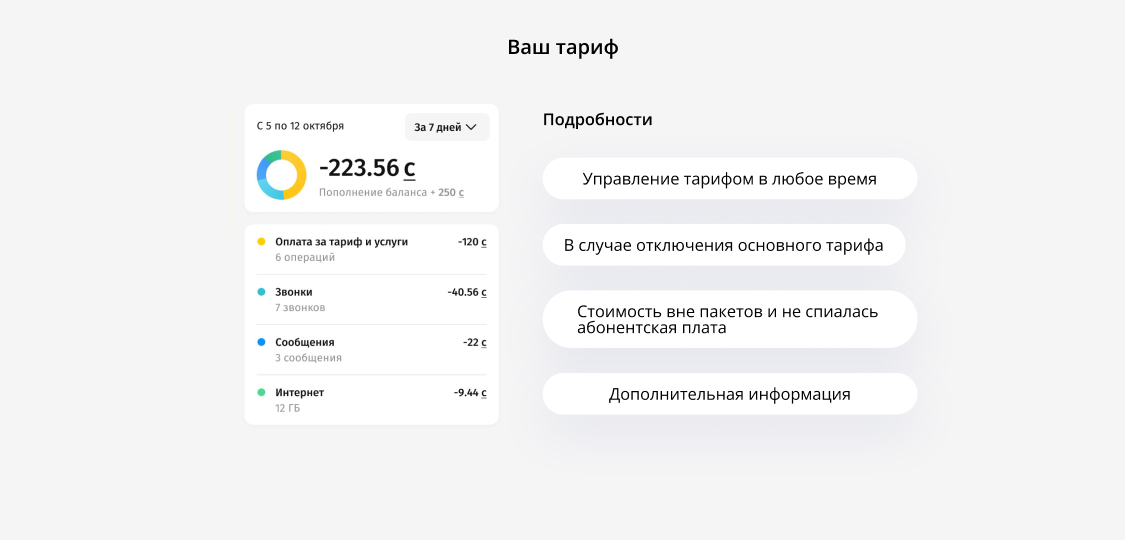 Ваш тариф
С 5 по 12 октября
За 7 дней
-223.56 с
Пополнение баланса + 250 с
Оплата за тариф и услуги
-120 с
6 операций
Звонки
-40.56 с
7 звонков
Сообщения
-22 с
3 сообщения
Интернет
-9.44 с
12 ГБ
Подробности
Управление тарифом в любое время
В случае отключения основного тарифа
Стоимость вне пакетов и не спиалась
абонентская плата
Дополнительная информация